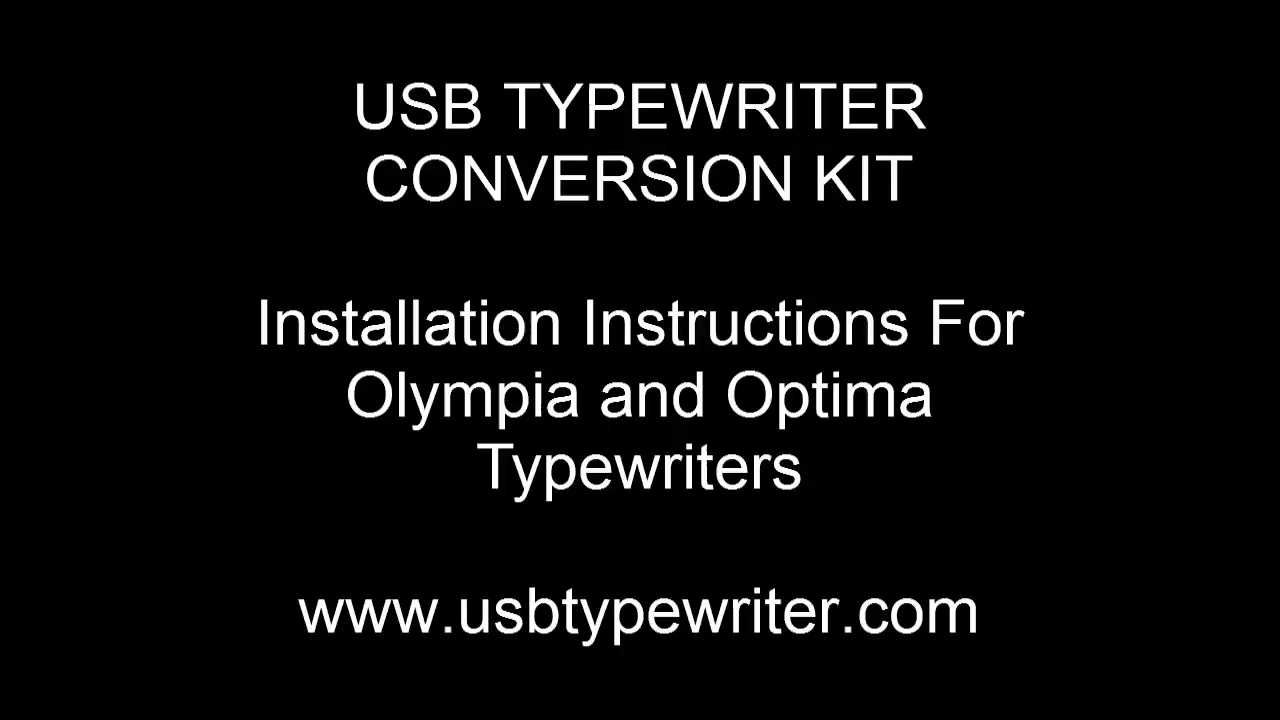 USB TYPEWRITER
CONVERSION KIT
Installation Instructions For
Olympia and Optima
Typewriters
www.usbtypewriter.com